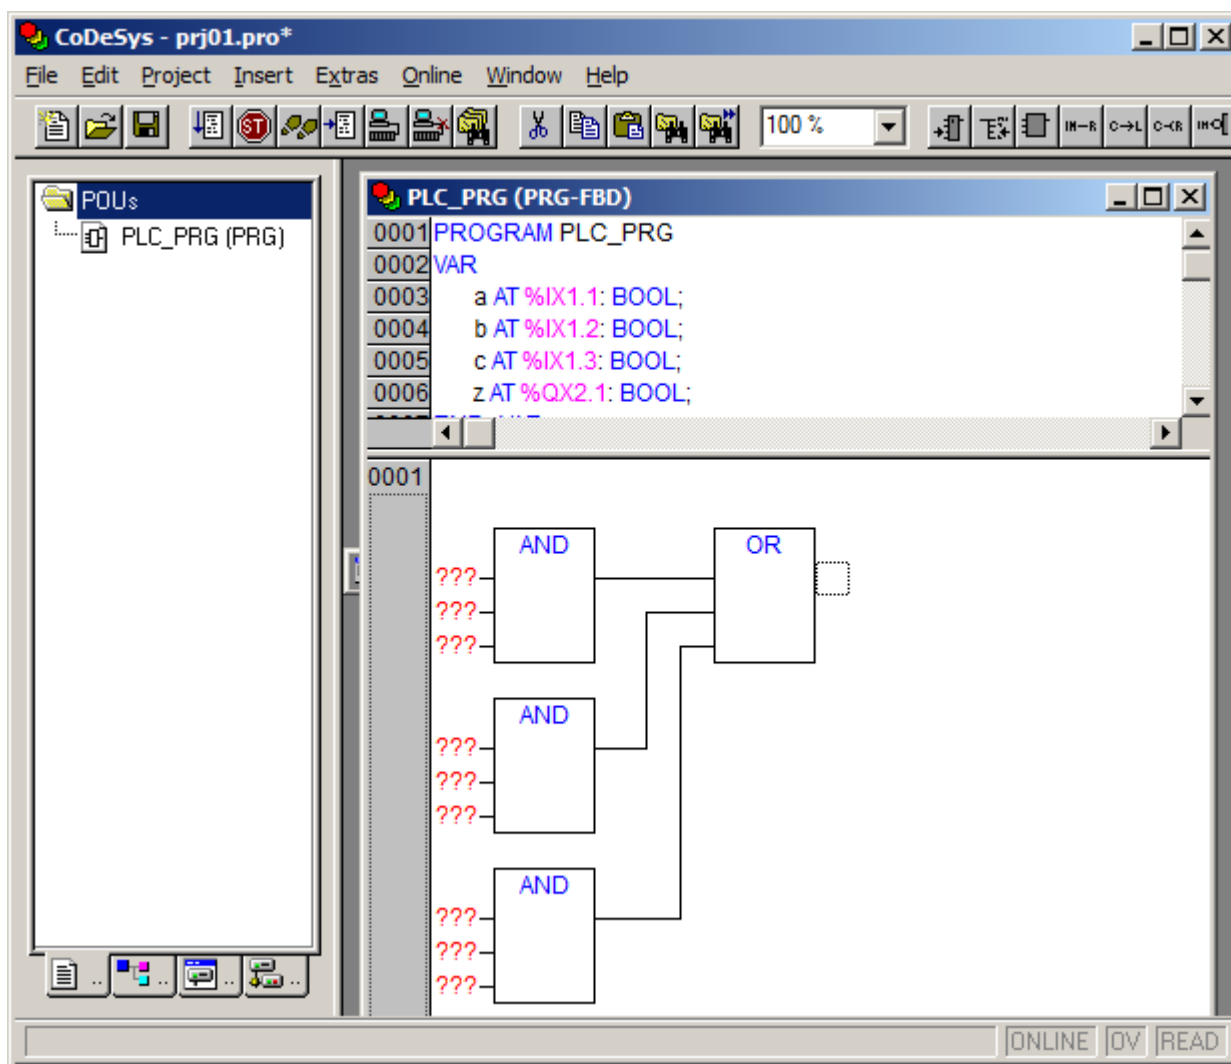 CoDeSys - prj01.pro*
File Edit Project Insert Extras Online Window Help
100 %
POUs
PLC_PRG (PRG)
PLC_PRG (PRG-FBD)
0001 PROGRAM PLC_PRG
0002 VAR
0003 a AT %IX1.1: BOOL;
0004 b AT %IX1.2: BOOL;
0005 c AT %IX1.3: BOOL;
0006 z AT %QX2.1: BOOL;
0001
AND OR
???
???
???
AND
???
???
???
AND
???
???
???
ONLINE OV READ